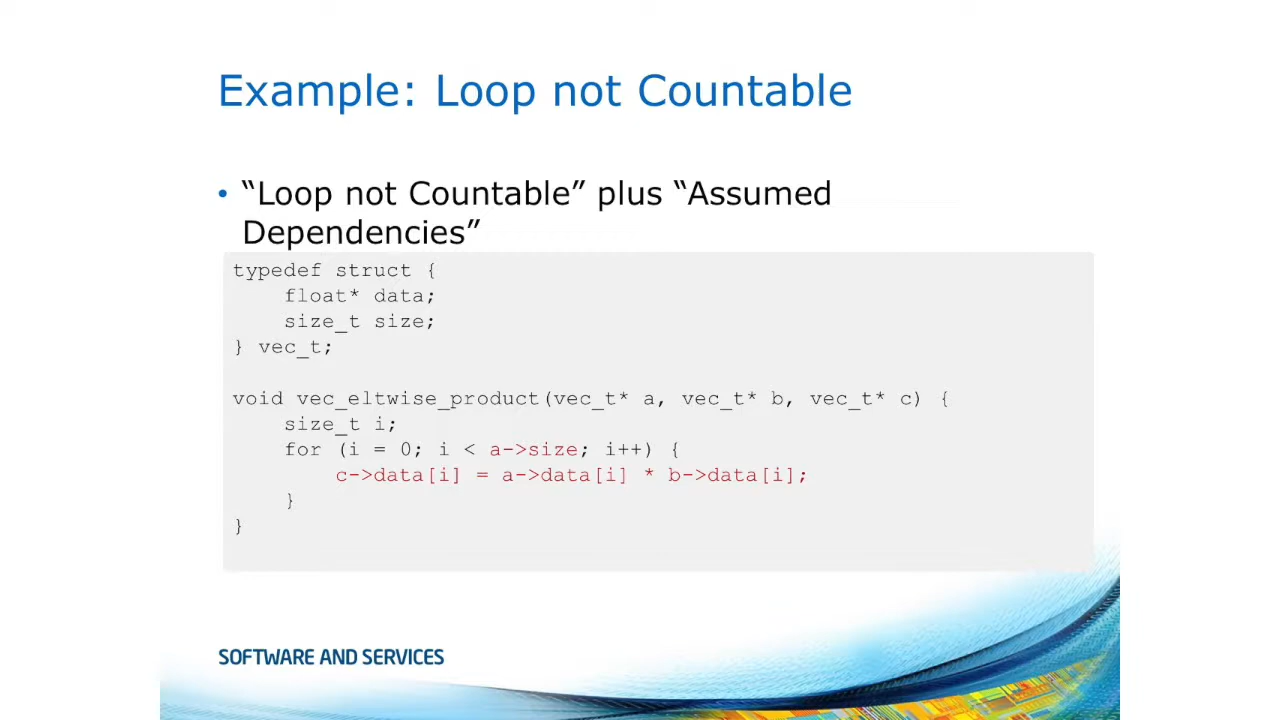 Example: Loop not Countable
• “Loop not Countable” plus “Assumed
Dependencies”
typedef struct {
    float* data;
    size_t size;
} vec_t;
void vec_eltwise_product(vec_t* a, vec_t* b, vec_t* c) {
    size_t i;
    for (i = 0; i < a->size; i++) {
        c->data[i] = a->data[i] * b->data[i];
    }
}
SOFTWARE AND SERVICES